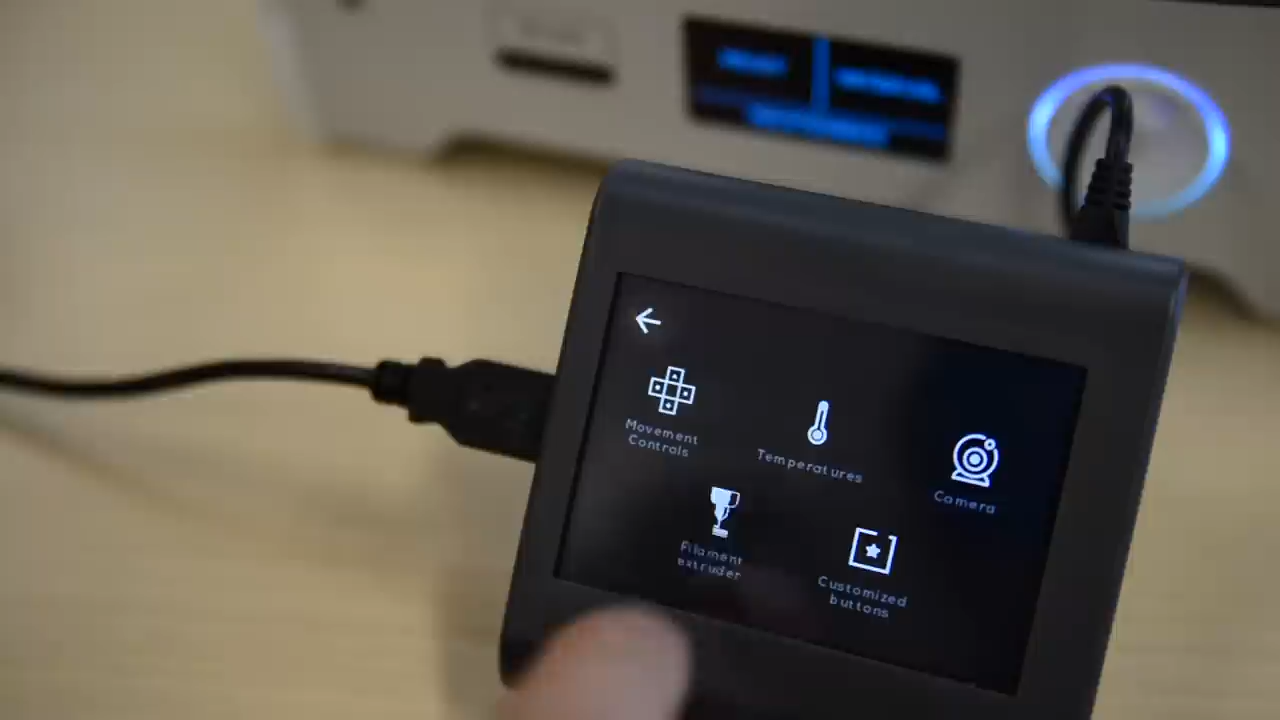 Movement
Controls
Temperatures
Camera
Filament
extruder
Customized
buttons